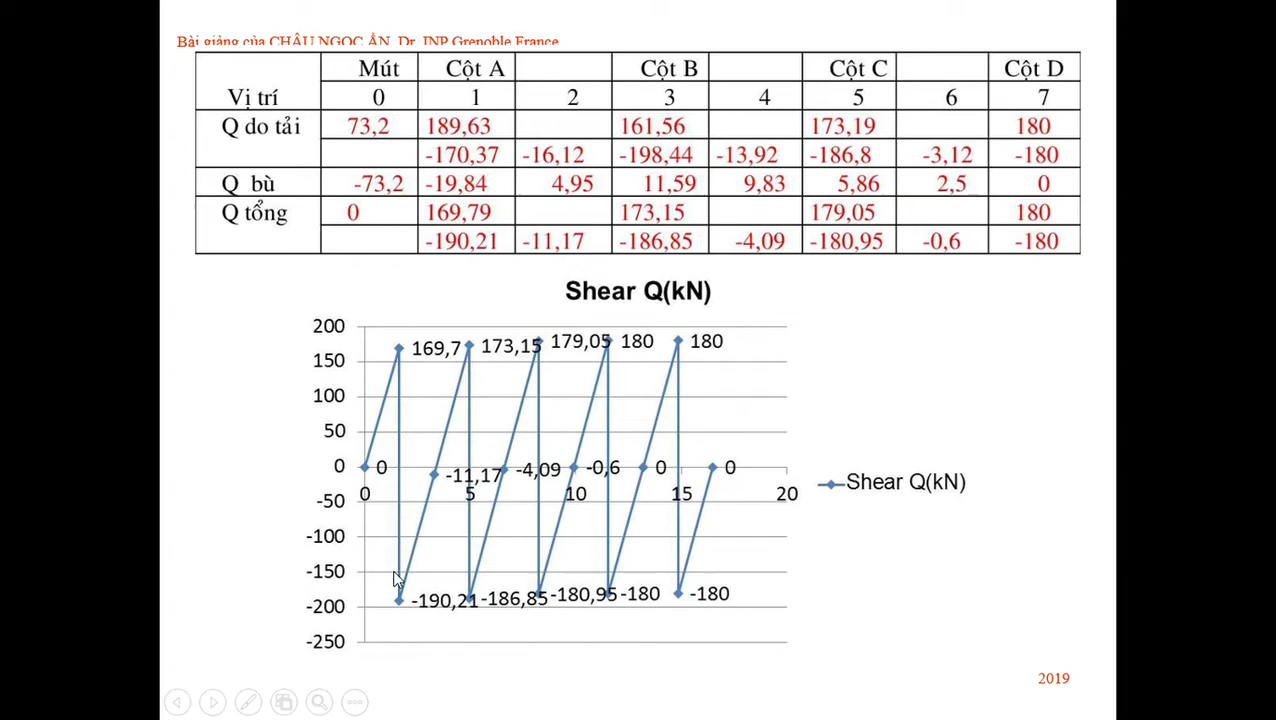 Bài giảng của CHÂU NGỌC ẨN, Dr. INP Grenoble France
Mút Cột A Cột B Cột C Cột D
Vị trí 0 1 2 3 4 5 6 7
Q do tải 73,2 189,63 161,56 173,19 180
-170,37 -16,12 -198,44 -13,92 -186,8 -3,12 -180
Q bù -73,2 -19,84 4,95 11,59 9,83 5,86 2,5 0
Q tổng 0 169,79 173,15 179,05 180
-190,21 -11,17 -186,85 -4,09 -180,95 -0,6 -180
Shear Q(kN)
200
169,7 173,15 179,05 180 180
150
100
50
0 0 -11,17 -4,09 -0,6 0 0
0 5 10 15 20
Shear Q(kN)
-50
-100
-150
-190,21 -186,85 -180,95 -180 -180
-200
-250
2019